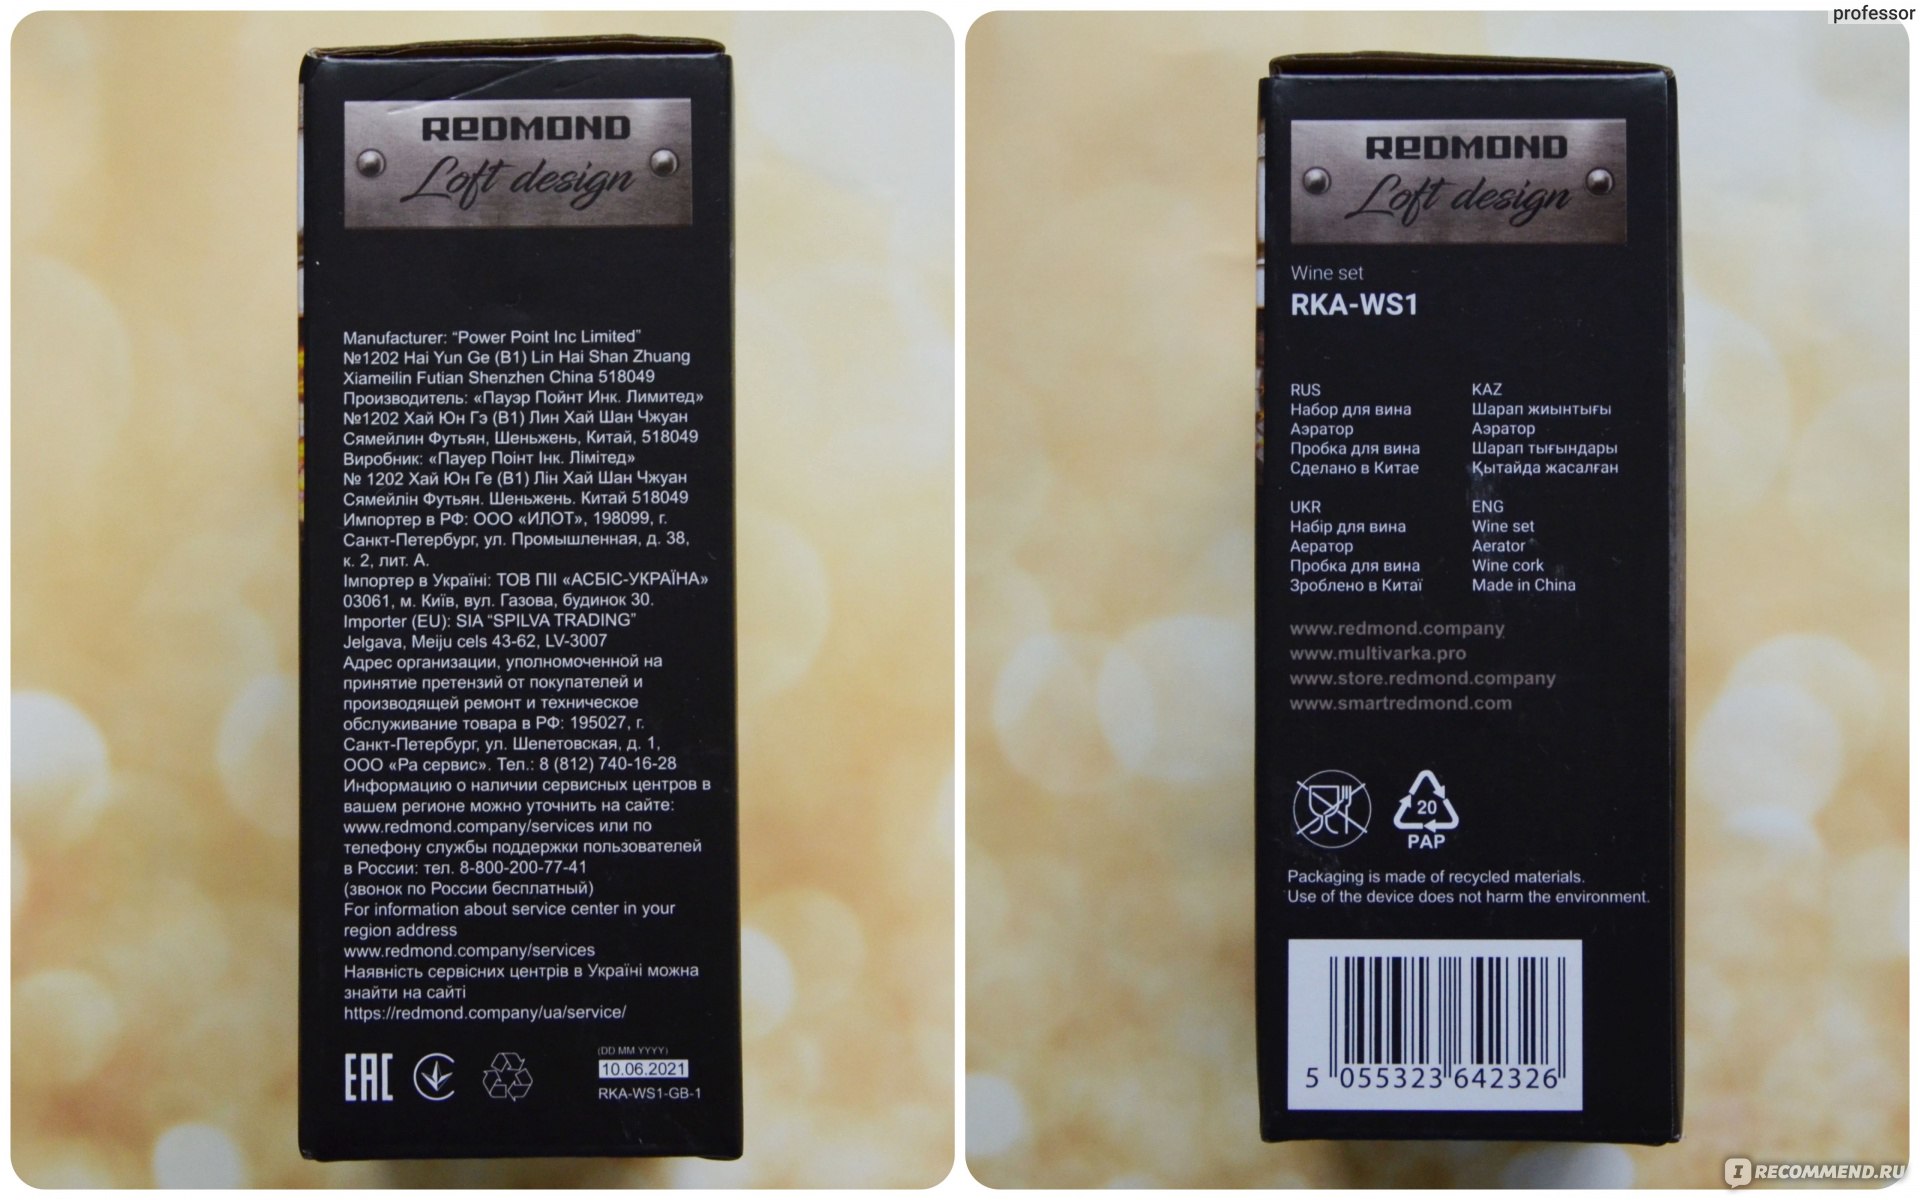 professor
REDMOND
Loft design
Manufacturer: “Power Point Inc Limited”
№1202 Hai Yun Ge (B1) Lin Hai Shan Zhuang
Xiameilin Futian Shenzhen China 518049
Производитель: «Пауэр Пойнт Инк. Лимитед»
№1202 Хай Юн Гэ (B1) Лин Хай Шан Чжуан
Сямейлин Футьян, Шеньжень, Китай, 518049
Виробник: «Пауер Поінт Інк. Лімітед»
№ 1202 Хай Юн Ге (B1) Лін Хай Шан Чжуан
Сямейлін Футьян. Шеньжень. Китай 518049
Импортер в РФ: ООО «ИЛОТ», 198099, г.
Санкт-Петербург, ул. Промышленная, д. 38,
к. 2, лит. А.
Імпортер в Україні: ТОВ ПІІ «АСБІС-УКРАЇНА»
03061, м. Київ, вул. Газова, будинок 30.
Importer (EU): SIA “SPILVA TRADING”
Jelgava, Meiju cels 43-62, LV-3007
Адрес организации, уполномоченной на
принятие претензий от покупателей и
производящей ремонт и техническое
обслуживание товара в РФ: 195027, г.
Санкт-Петербург, ул. Шепетовская, д. 1,
ООО «Ра сервис». Тел.: 8 (812) 740-16-28
Информацию о наличии сервисных центров в
вашем регионе можно уточнить на сайте:
www.redmond.company/services или по
телефону службы поддержки пользователей
в России: тел. 8-800-200-77-41
(звонок по России бесплатный)
For information about service center in your
region address
www.redmond.company/services
Наявність сервісних центрів в Україні можна
знайти на сайті
https://redmond.company/ua/service/
EAC
(DD MM YYYY)
10.06.2021
RKA-WS1-GB-1
REDMOND
Loft design
Wine set
RKA-WS1
RUS
Набор для вина
Аэратор
Пробка для вина
Сделано в Китае
KAZ
Шарап жиынтығы
Аэратор
Шарап тығындары
Қытайда жасалған
UKR
Набір для вина
Аератор
Пробка для вина
Зроблено в Китаї
ENG
Wine set
Aerator
Wine cork
Made in China
www.redmond.company
www.multivarka.pro
www.store.redmond.company
www.smartredmond.com
20
PAP
Packaging is made of recycled materials.
Use of the device does not harm the environment.
5 055323 642326
I RECOMMEND.RU